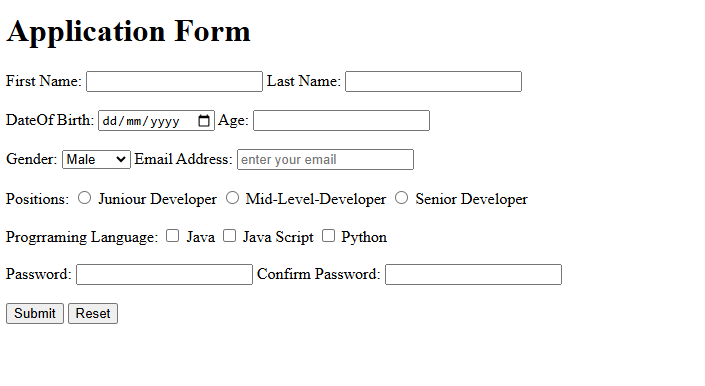 Application Form
First Name: Last Name:
DateOf Birth: dd/mm/yyyy Age:
Gender: Male Email Address: enter your email
Positions: Juniour Developer Mid-Level-Developer Senior Developer
Progrraming Language: Java Java Script Python
Password: Confirm Password:
Submit Reset